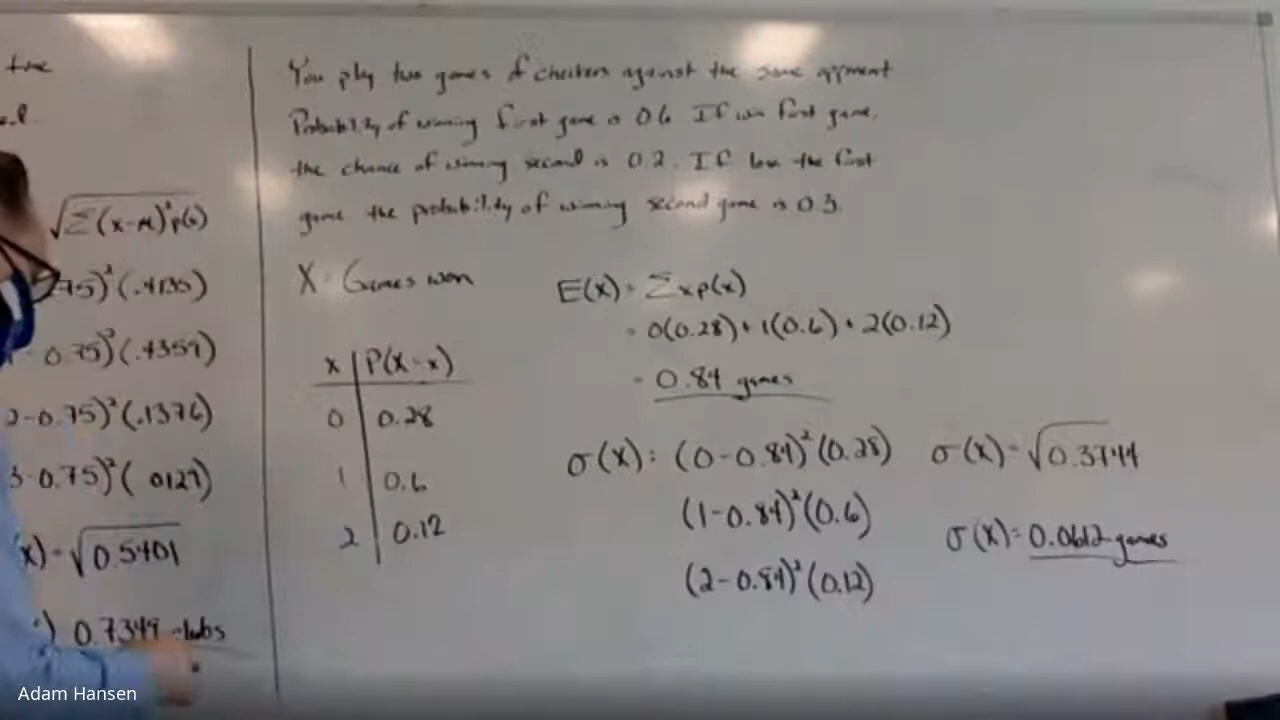 time
√Σ(x-μ)²p(x)
.75)²(.4135)
0.75)²(.4359)
2-0.75)²(.1376)
3-0.75)²(.0129)
x)=√0.5401
) 0.7349 clubs
You play two games of checkers against the same opponent
Probability of winning first game is 0.6 If win first game,
the chance of winning second is 0.2. If lose the first
game the probability of winning second game is 0.3.
X = Games won
x P(X=x)
0 0.28
1 0.6
2 0.12
E(X) = Σxp(x)
= 0(0.28) + 1(0.6) + 2(0.12)
= 0.84 games
σ(X): (0-0.84)²(0.28)
(1-0.84)²(0.6)
(2-0.84)²(0.12)
σ(X)=√0.3744
σ(X)= 0.0612 games
Adam Hansen